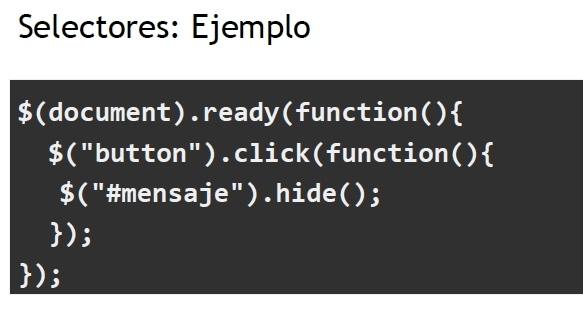 Selectores: Ejemplo
$(document).ready(function(){
$("button").click(function(){
$("#mensaje").hide();
});
});